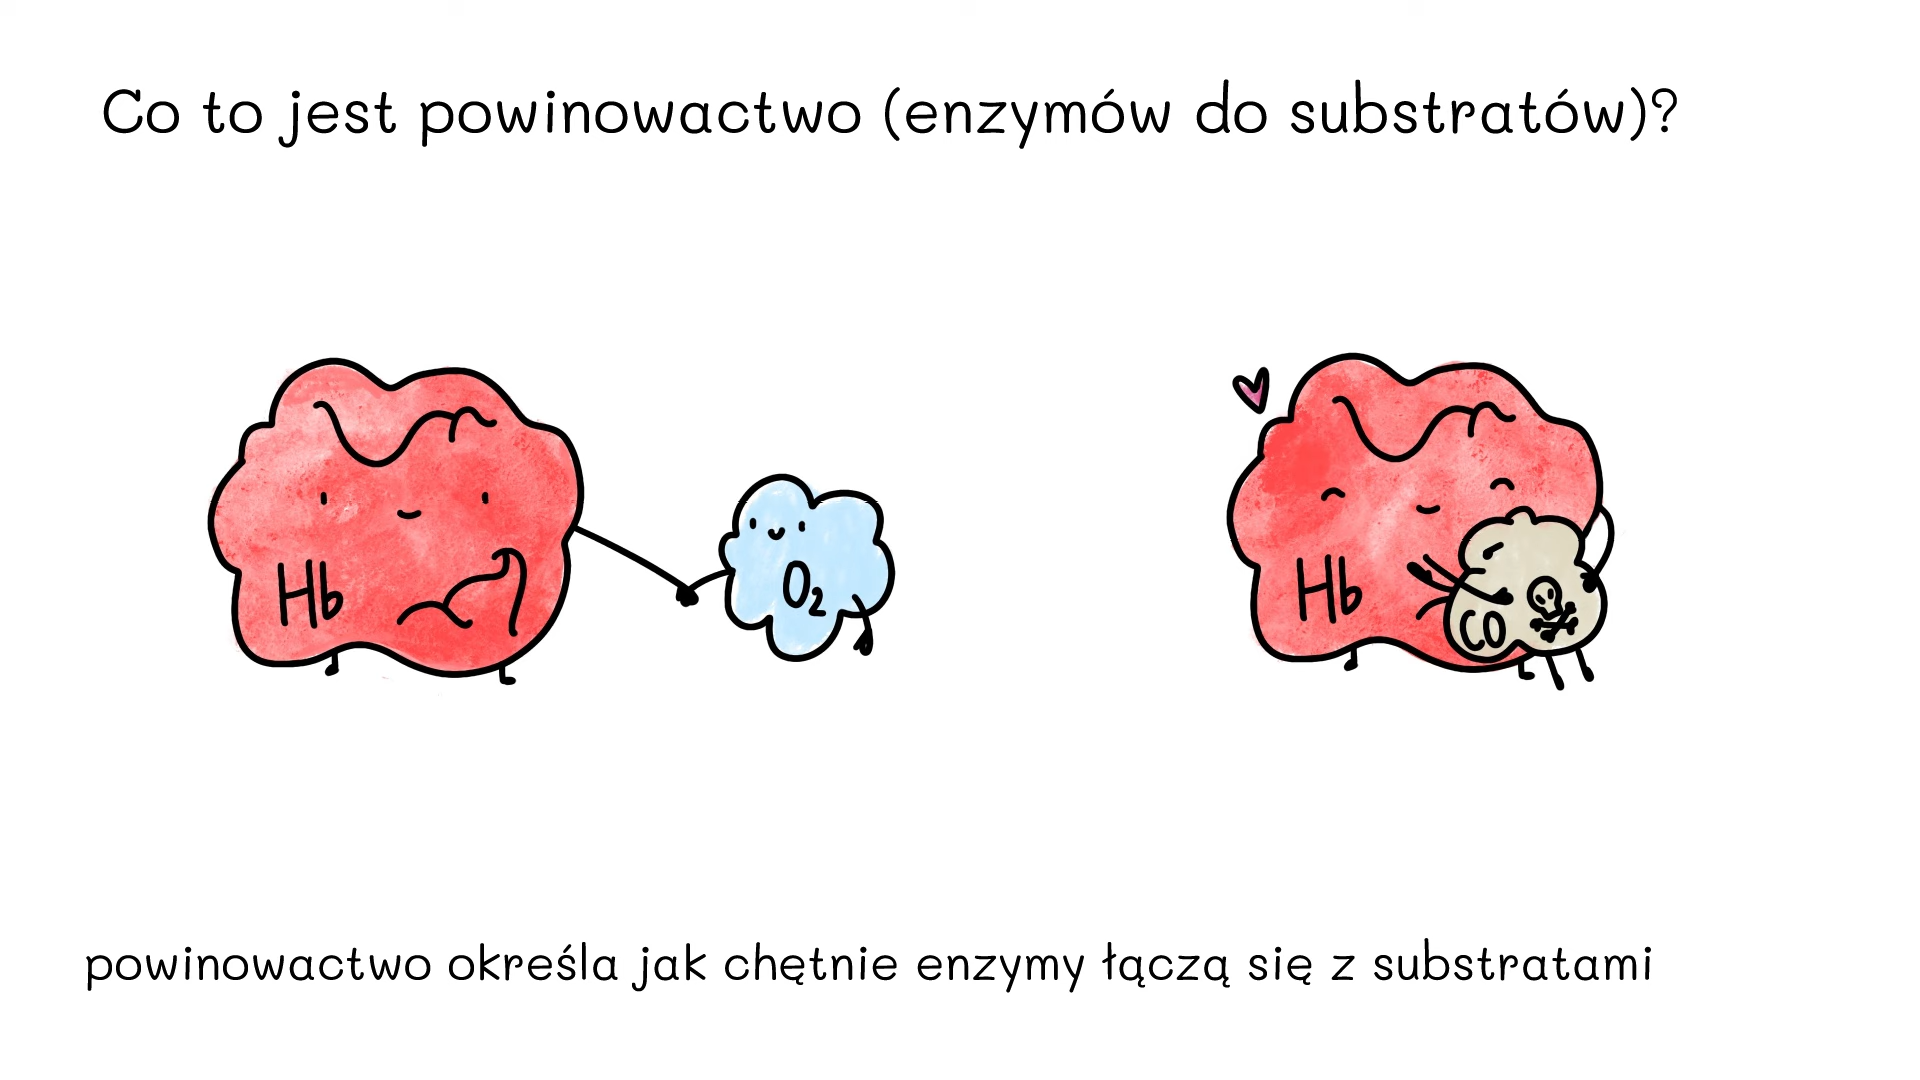 Co to jest powinowactwo (enzymów do substratów)?
Hb
O₂
Hb
CO
powinowactwo określa jak chętnie enzymy łączą się z substratami